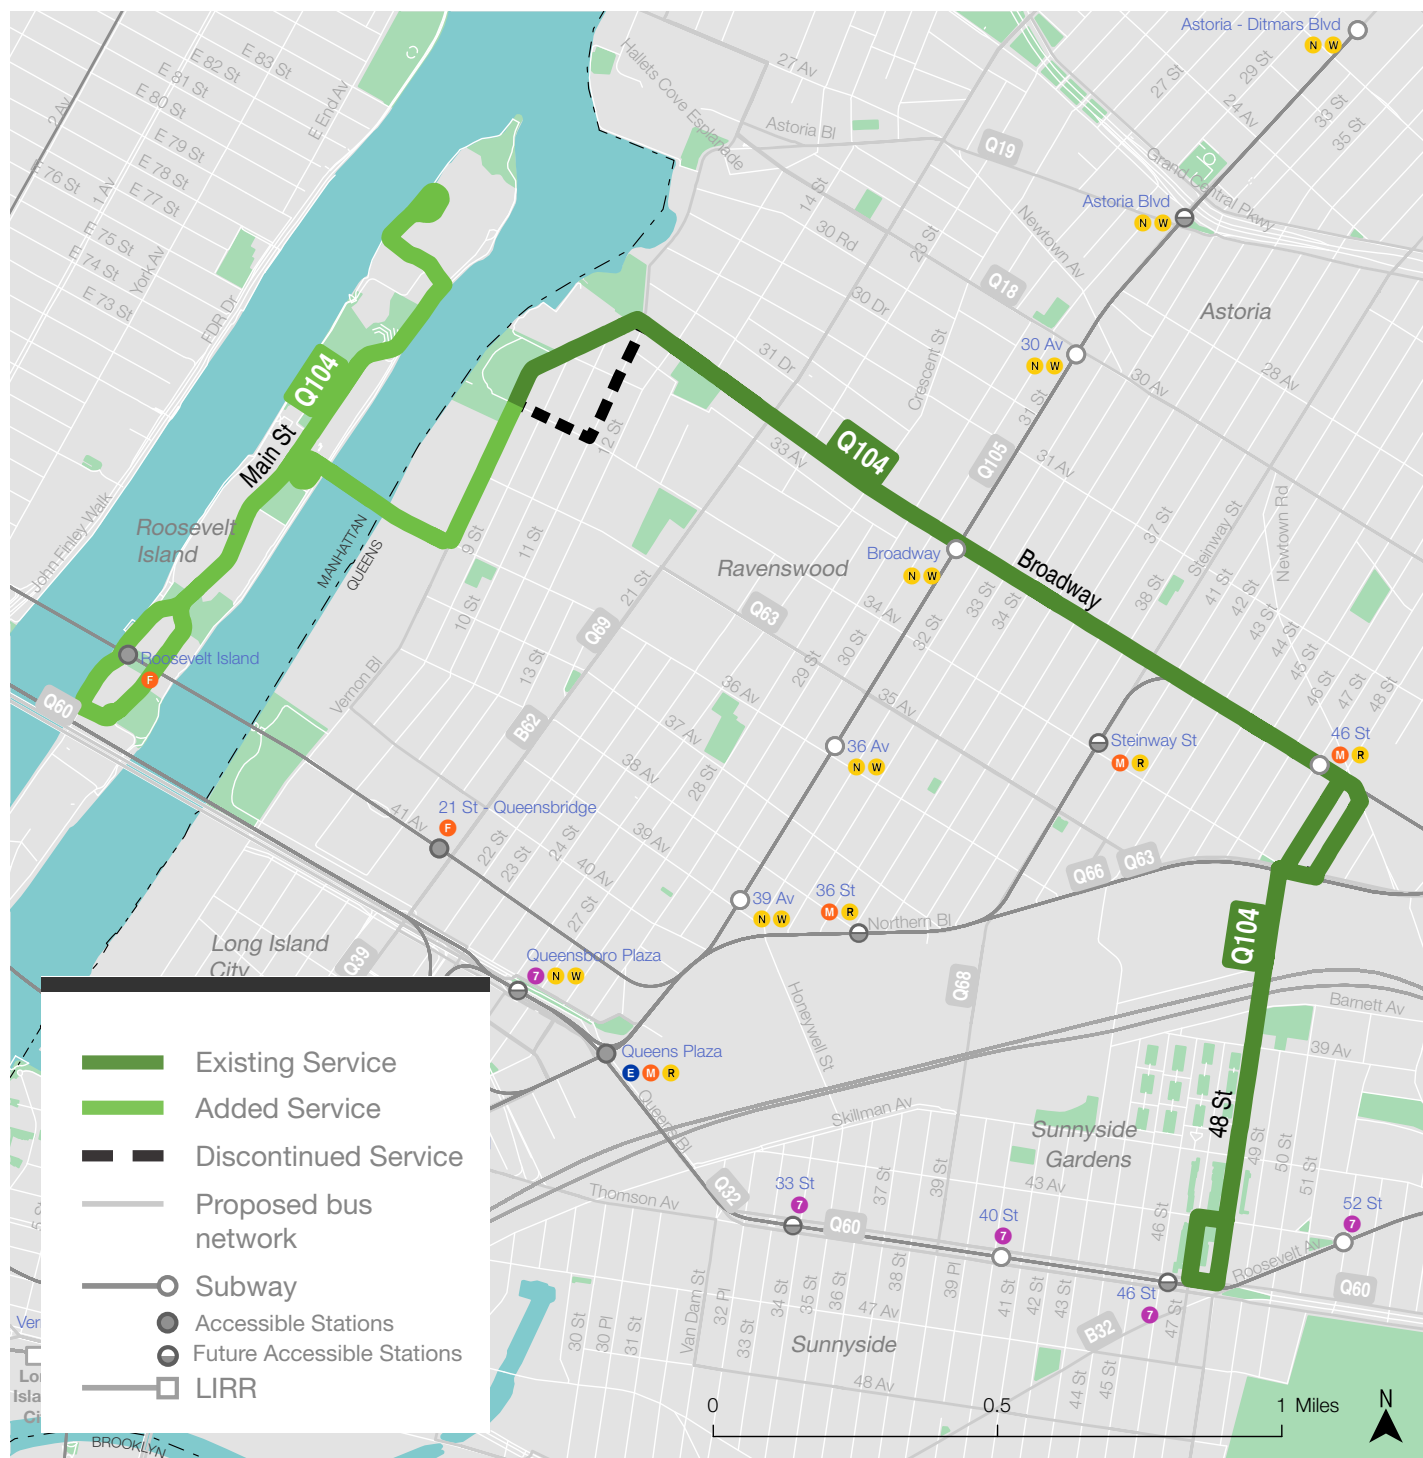 Astoria - Ditmars Blvd
N W
27 St
29 St
24 Av
33 St
35 St
E 83 St
E 82 St
E 81 St
E 80 St
E 79 St
E 78 St
E 77 St
E 76 St
E 75 St
E 74 St
E 73 St
2 Av
1 Av
York Av
E End Av
FDR Dr
Hallets Cove Esplanade
27 Av
Astoria Bl
Q19
Grand Central Pkwy
Astoria Blvd
N W
14 St
30 Rd
28 St
Newtown Av
Q18
30 Dr
Astoria
30 Av
N W
31 Dr
Crescent St
31 St
30 Av
28 Av
Q104
Main St
12 St
33 Av
Q104
Q105
31 Av
John Finley Walk
Roosevelt
Island
MANHATTAN
QUEENS
9 St
11 St
10 St
21 St
Ravenswood
Broadway
N W
Broadway
37 St
Steinway St
Newtown Rd
38 St
41 St
42 St
43 St
44 St
45 St
46 St
47 St
48 St
33 St
34 St
34 Av
32 St
30 St
29 St
Q63
Q69
Roosevelt Island
F
Q60
Vernon Bl
13 St
B62
36 Av
35 Av
37 Av
38 Av
28 St
36 Av
N W
Steinway St
M R
46 St
M R
21 St - Queensbridge
F
41 Av
22 St
23 St
24 St
39 Av
40 Av
27 St
Q66
Q63
39 Av
N W
36 St
M R
Northern Bl
Q104
Long Island
City
Q39
Queensboro Plaza
7 N W
Honeywell St
Q68
Barnett Av
39 Av
Queens Plaza
E M R
Queens Bl
Skillman Av
Sunnyside
Gardens
48 St
49 St
50 St
51 St
37 St
39 St
43 Av
46 St
Thomson Av
Q32
33 St
7
Q60
40 St
7
52 St
7
Roosevelt Av
Q60
46 St
7
47 St
B32
Van Dam St
32 Pl
33 St
34 St
35 St
36 St
38 St
39 Pl
41 St
42 St
43 St
47 Av
30 St
30 Pl
31 St
Sunnyside
48 Av
44 St
45 St
Existing Service
Added Service
Discontinued Service
Proposed bus
network
Subway
Accessible Stations
Future Accessible Stations
LIRR
BROOKLYN
0 0.5 1 Miles
N